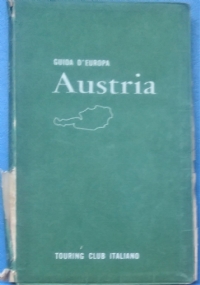 GUIDA D'EUROPA
Austria
TOURING CLUB ITALIANO